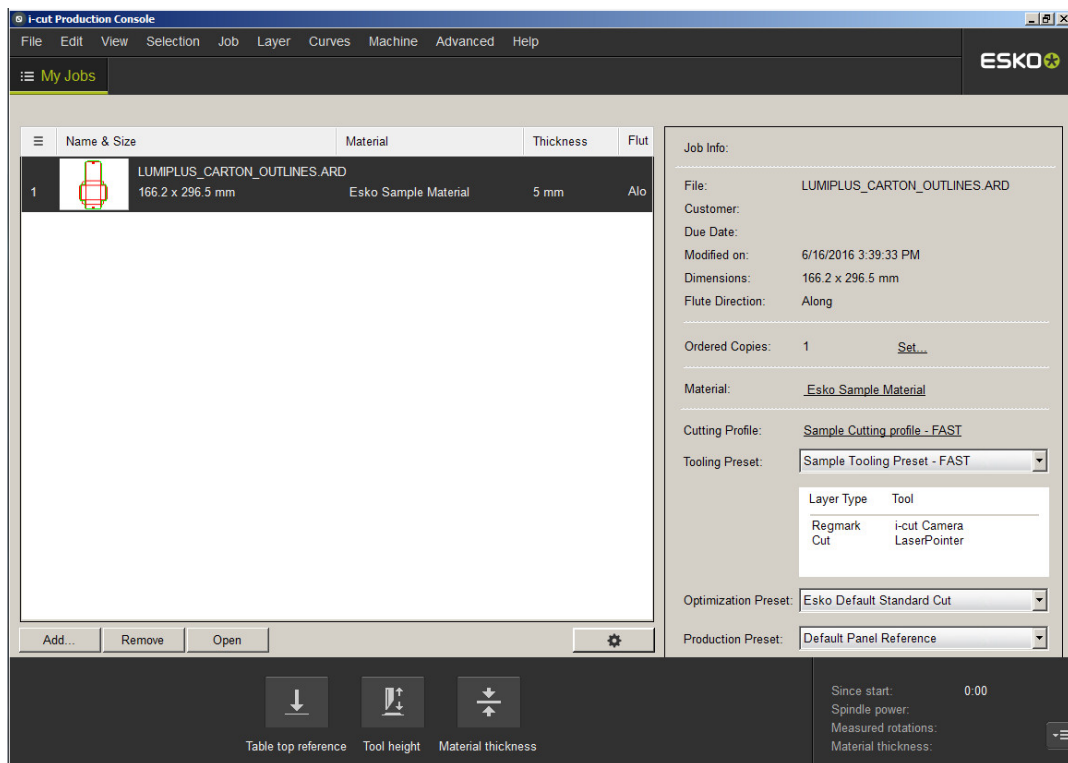 i-cut Production Console
File Edit View Selection Job Layer Curves Machine Advanced Help
ESKO
My Jobs
Name & Size Material Thickness Flut
1 LUMIPLUS_CARTON_OUTLINES.ARD
166.2 x 296.5 mm Esko Sample Material 5 mm Alo
Add... Remove Open
Job Info:
File: LUMIPLUS_CARTON_OUTLINES.ARD
Customer:
Due Date:
Modified on: 6/16/2016 3:39:33 PM
Dimensions: 166.2 x 296.5 mm
Flute Direction: Along
Ordered Copies: 1 Set...
Material: Esko Sample Material
Cutting Profile: Sample Cutting profile - FAST
Tooling Preset: Sample Tooling Preset - FAST
Layer Type Tool
Regmark i-cut Camera
Cut LaserPointer
Optimization Preset: Esko Default Standard Cut
Production Preset: Default Panel Reference
Table top reference Tool height Material thickness
Since start: 0:00
Spindle power:
Measured rotations:
Material thickness: